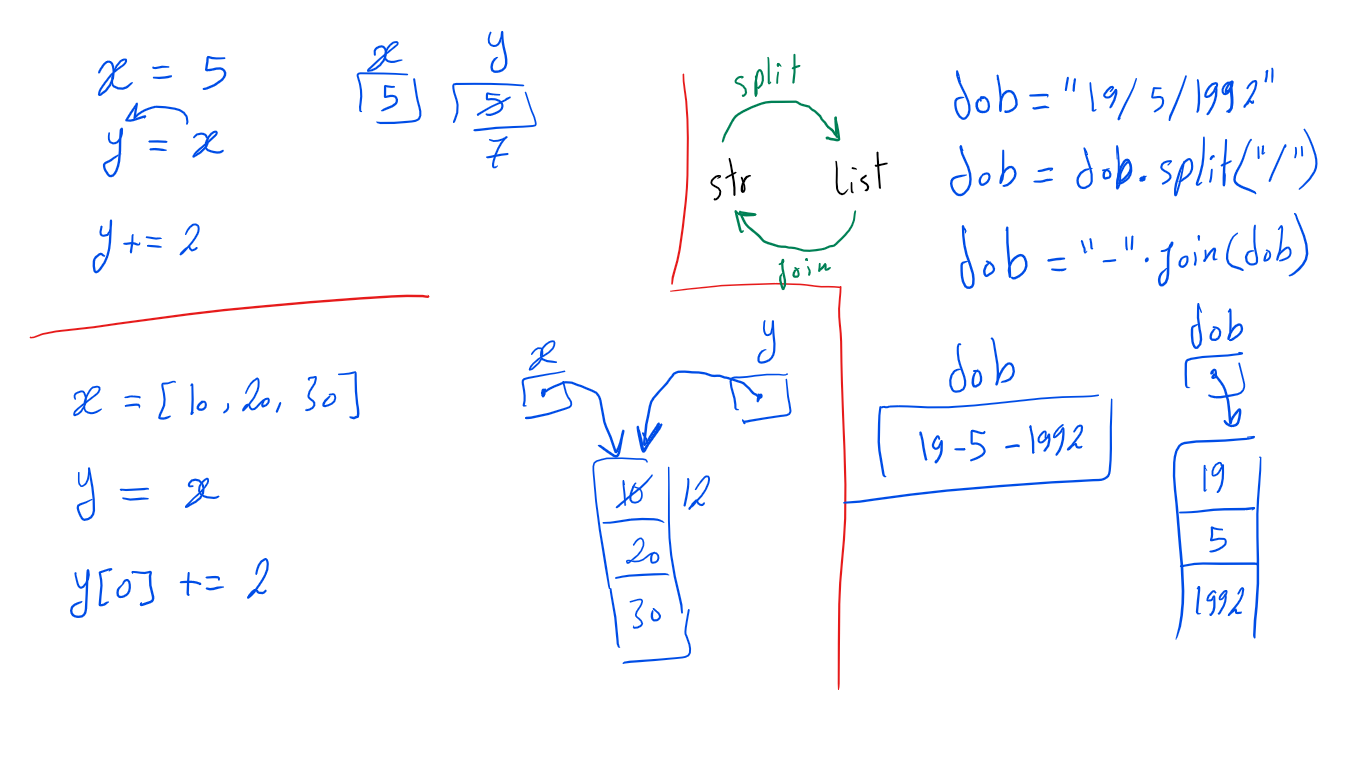 x = 5
y = x
y += 2
x
5
y
5
7
split
str
list
join
dob = "19/5/1992"
dob = dob.split("/")
dob = "-".join(dob)
x = [10, 20, 30]
y = x
y[0] += 2
x
y
10 12
20
30
dob
19-5-1992
dob
19
5
1992